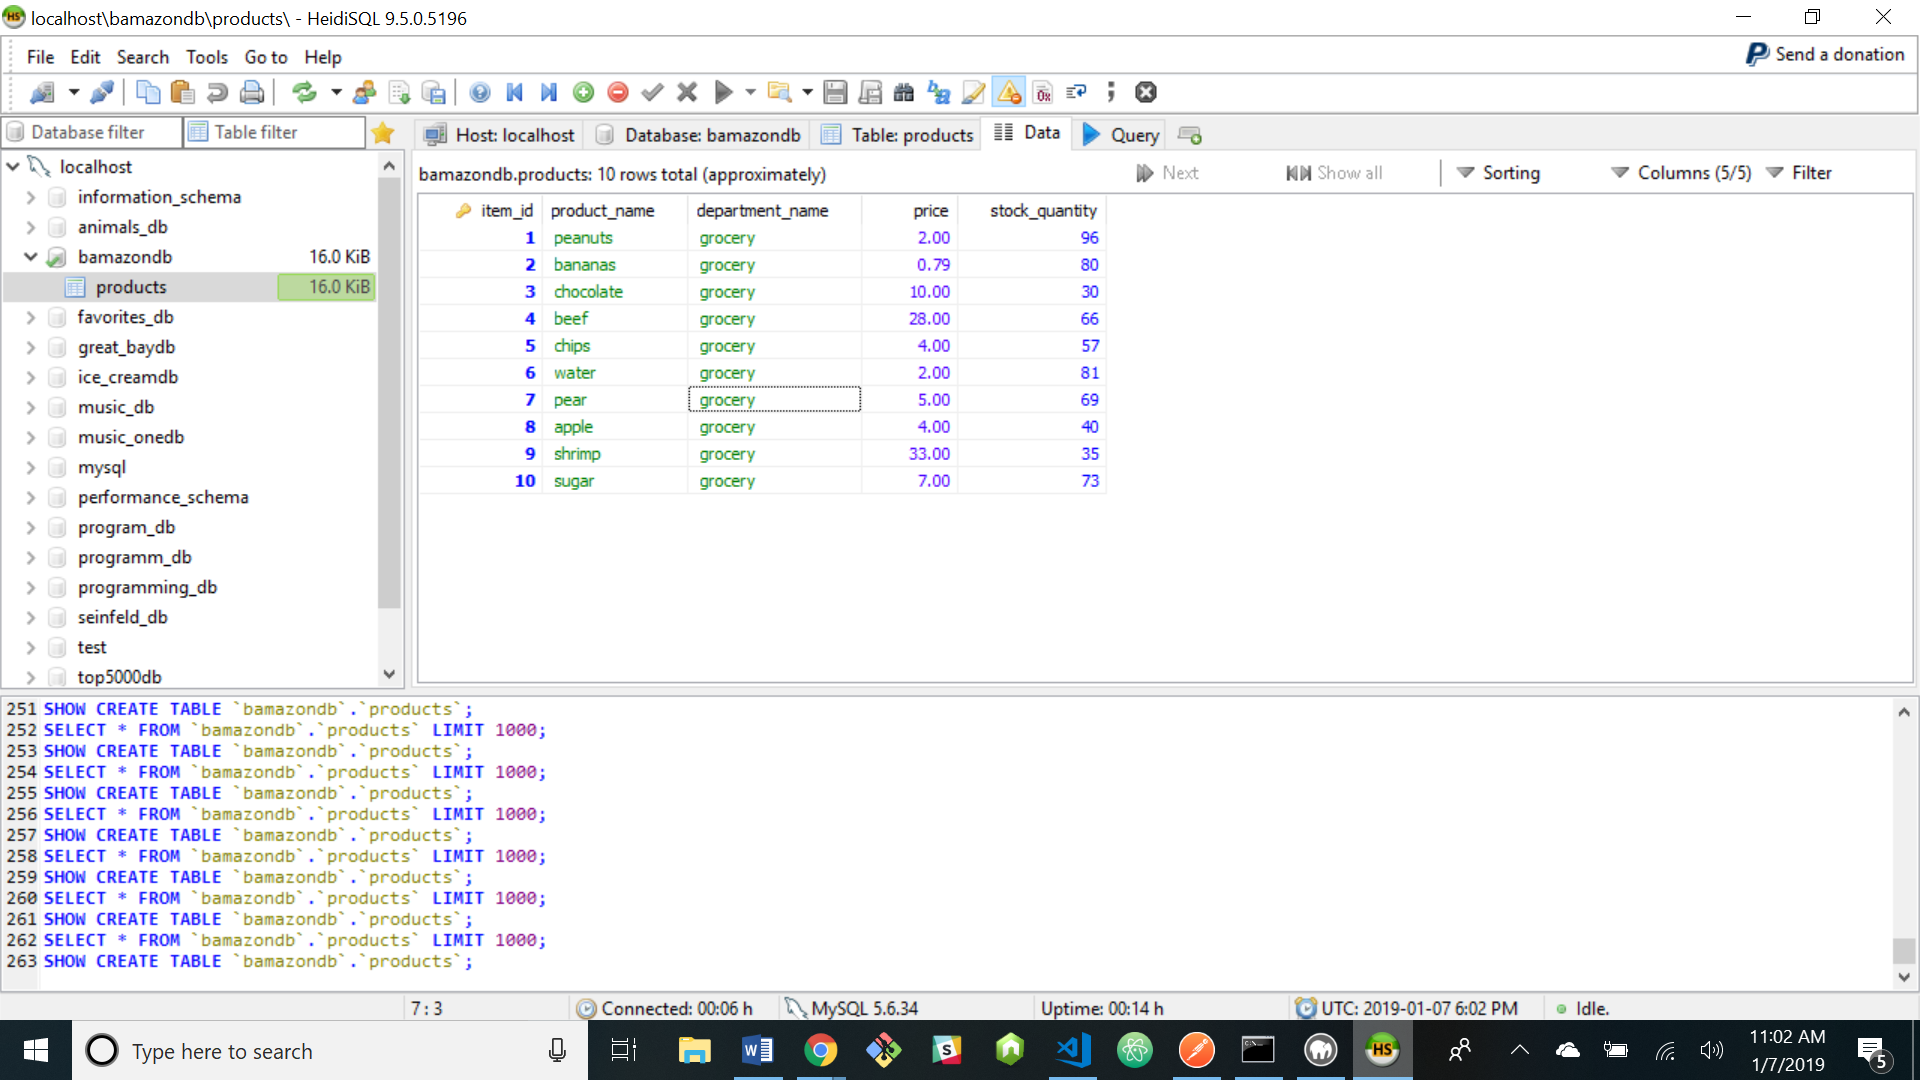 localhost\bamazondb\products\ - HeidiSQL 9.5.0.5196
File Edit Search Tools Go to Help
Send a donation
Database filter
Table filter
Host: localhost
Database: bamazondb
Table: products
Data
Query
localhost
information_schema
animals_db
bamazondb 16.0 KiB
products 16.0 KiB
favorites_db
great_baydb
ice_creamdb
music_db
music_onedb
mysql
performance_schema
program_db
programm_db
programming_db
seinfeld_db
test
top5000db
bamazondb.products: 10 rows total (approximately)
Next
Show all
Sorting
Columns (5/5)
Filter
item_id product_name department_name price stock_quantity
1 peanuts grocery 2.00 96
2 bananas grocery 0.79 80
3 chocolate grocery 10.00 30
4 beef grocery 28.00 66
5 chips grocery 4.00 57
6 water grocery 2.00 81
7 pear grocery 5.00 69
8 apple grocery 4.00 40
9 shrimp grocery 33.00 35
10 sugar grocery 7.00 73
251 SHOW CREATE TABLE `bamazondb`.`products`;
252 SELECT * FROM `bamazondb`.`products` LIMIT 1000;
253 SHOW CREATE TABLE `bamazondb`.`products`;
254 SELECT * FROM `bamazondb`.`products` LIMIT 1000;
255 SHOW CREATE TABLE `bamazondb`.`products`;
256 SELECT * FROM `bamazondb`.`products` LIMIT 1000;
257 SHOW CREATE TABLE `bamazondb`.`products`;
258 SELECT * FROM `bamazondb`.`products` LIMIT 1000;
259 SHOW CREATE TABLE `bamazondb`.`products`;
260 SELECT * FROM `bamazondb`.`products` LIMIT 1000;
261 SHOW CREATE TABLE `bamazondb`.`products`;
262 SELECT * FROM `bamazondb`.`products` LIMIT 1000;
263 SHOW CREATE TABLE `bamazondb`.`products`;
7 : 3
Connected: 00:06 h
MySQL 5.6.34
Uptime: 00:14 h
UTC: 2019-01-07 6:02 PM
Idle.
Type here to search
HS
11:02 AM
1/7/2019
5